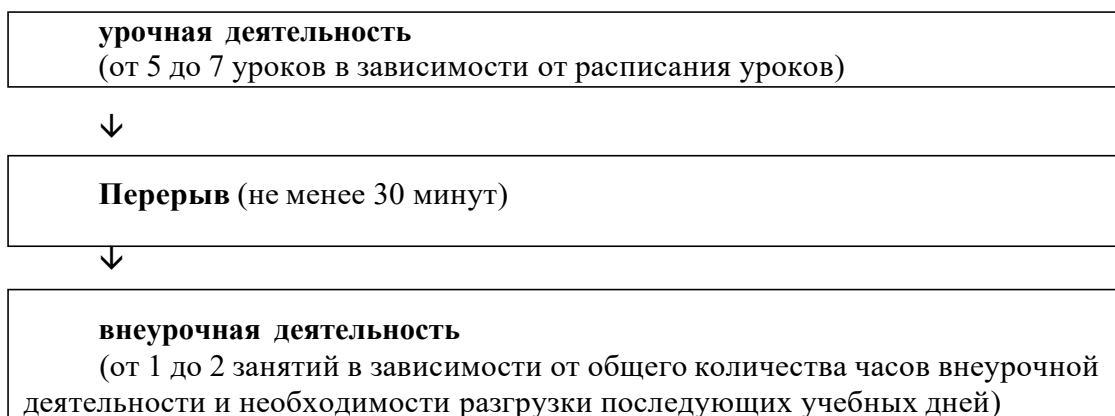 урочная деятельность
(от 5 до 7 уроков в зависимости от расписания уроков)
↓
Перерыв (не менее 30 минут)
↓
внеурочная деятельность
(от 1 до 2 занятий в зависимости от общего количества часов внеурочной
деятельности и необходимости разгрузки последующих учебных дней)